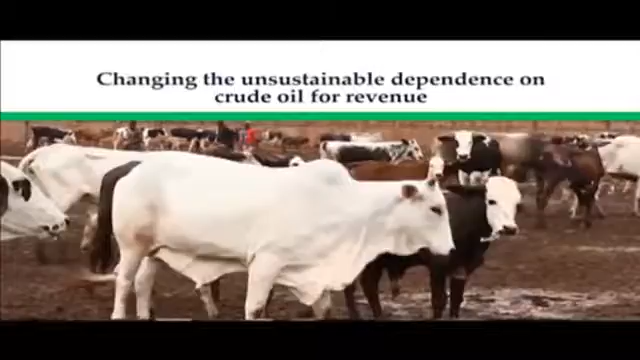 Changing the unsustainable dependence on
crude oil for revenue